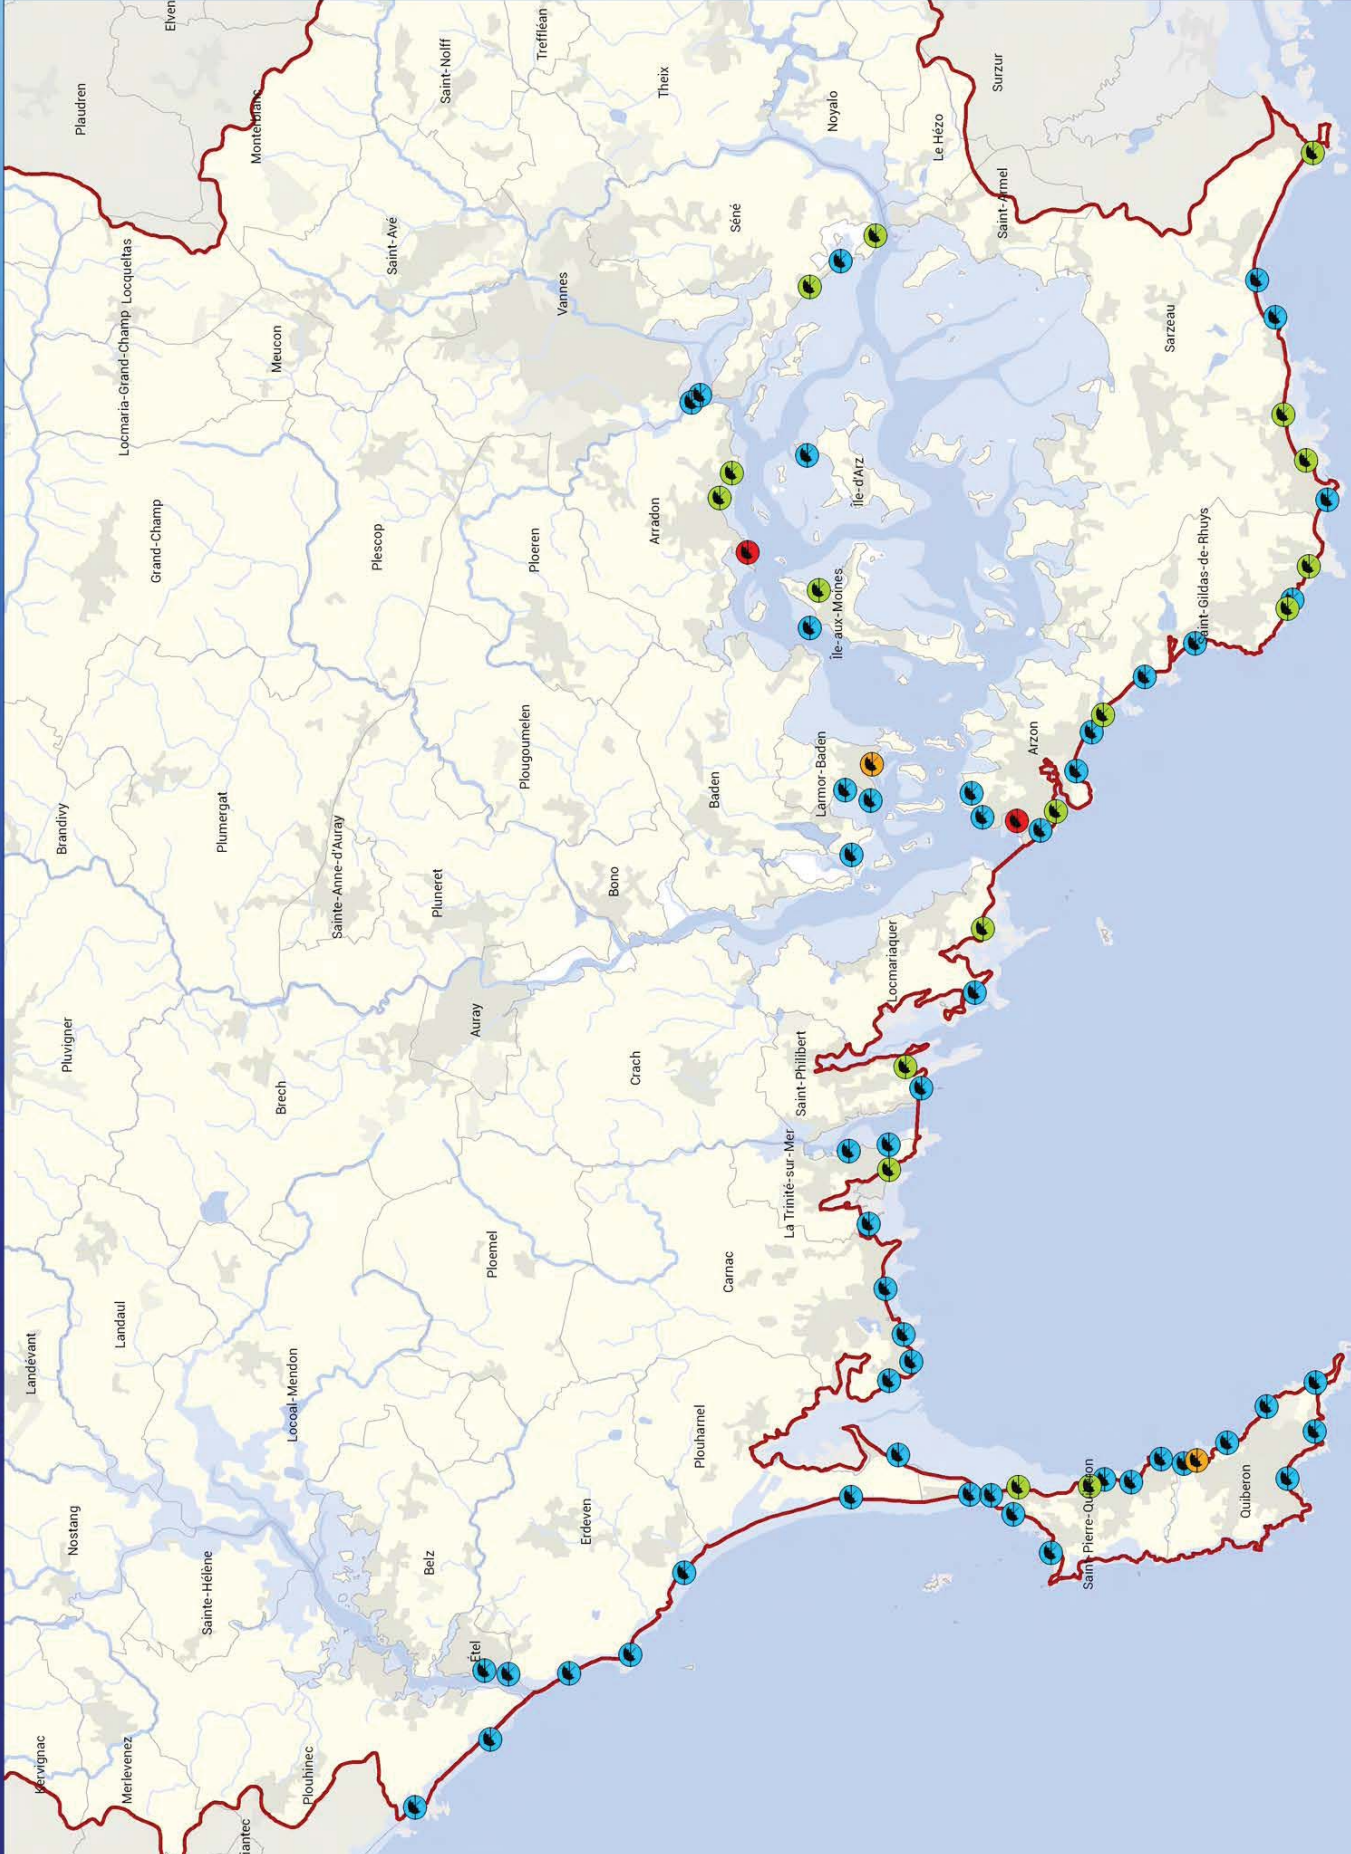 Landévant
Kervignac
Brandivy
Pluvigner
Nostang
Plaudren
Landaul
Locmaria-Grand-Champ
Locqueltas
Merlevenez
Grand-Champ
Elven
Sainte-Hélène
Plumergat
iantec
Monterblanc
Meucon
Brech
Locoal-Mendon
Plouhinec
Sainte-Anne-d'Auray
Plescop
Saint-Avé
Belz
Pluneret
Saint-Nolff
Étel
Auray
Ploemel
Plougoumelen
Ploeren
Treffléan
Vannes
Erdeven
Bono
Crach
Arradon
Theix
Plouharnel
Baden
Carnac
Séné
La Trinité-sur-Mer
Saint-Philibert
Larmor-Baden
Noyalo
Île-aux-Moines
Île-d'Arz
Locmariaquer
Le Hézo
Surzur
Saint-Armel
Arzon
Saint-Pierre-Quiberon
Sarzeau
Saint-Gildas-de-Rhuys
Quiberon